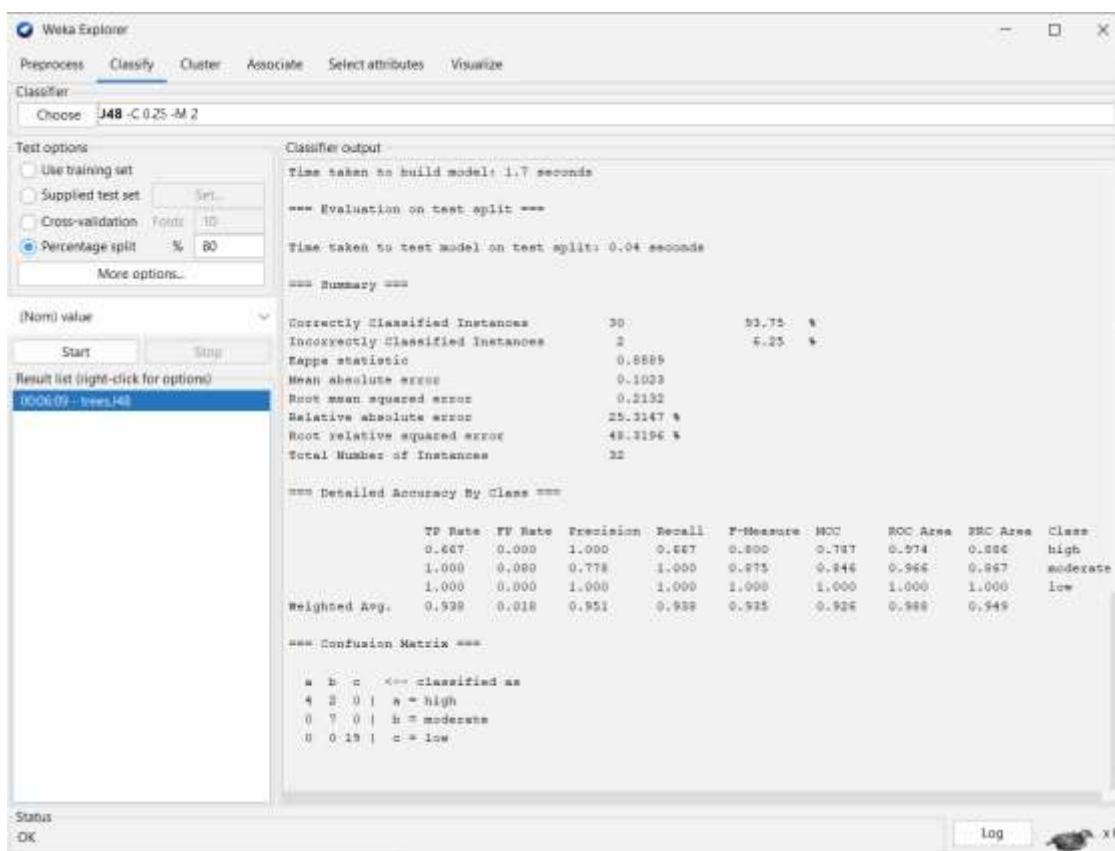 Weka Explorer
Preprocess Classify Cluster Associate Select attributes Visualize
Classifier
Choose J48 -C 0.25 -M 2
Test options
Use training set
Supplied test set Set...
Cross-validation Folds 10
Percentage split % 80
More options...
(Nom) value
Start Stop
Result list (right-click for options)
00:06:09 - trees.J48
Classifier output
Time taken to build model: 1.7 seconds
=== Evaluation on test split ===
Time taken to test model on test split: 0.04 seconds
=== Summary ===
Correctly Classified Instances 30 93.75 %
Incorrectly Classified Instances 2 6.25 %
Kappa statistic 0.8889
Mean absolute error 0.1023
Root mean squared error 0.2132
Relative absolute error 25.3147 %
Root relative squared error 48.3196 %
Total Number of Instances 32
=== Detailed Accuracy By Class ===
TP Rate FP Rate Precision Recall F-Measure MCC ROC Area PRC Area Class
0.667 0.000 1.000 0.667 0.800 0.787 0.974 0.886 high
1.000 0.080 0.778 1.000 0.875 0.846 0.966 0.867 moderate
1.000 0.000 1.000 1.000 1.000 1.000 1.000 1.000 low
Weighted Avg. 0.938 0.018 0.951 0.938 0.935 0.926 0.988 0.949
=== Confusion Matrix ===
a b c <-- classified as
4 2 0 | a = high
0 7 0 | b = moderate
0 0 19 | c = low
Status
OK
Log